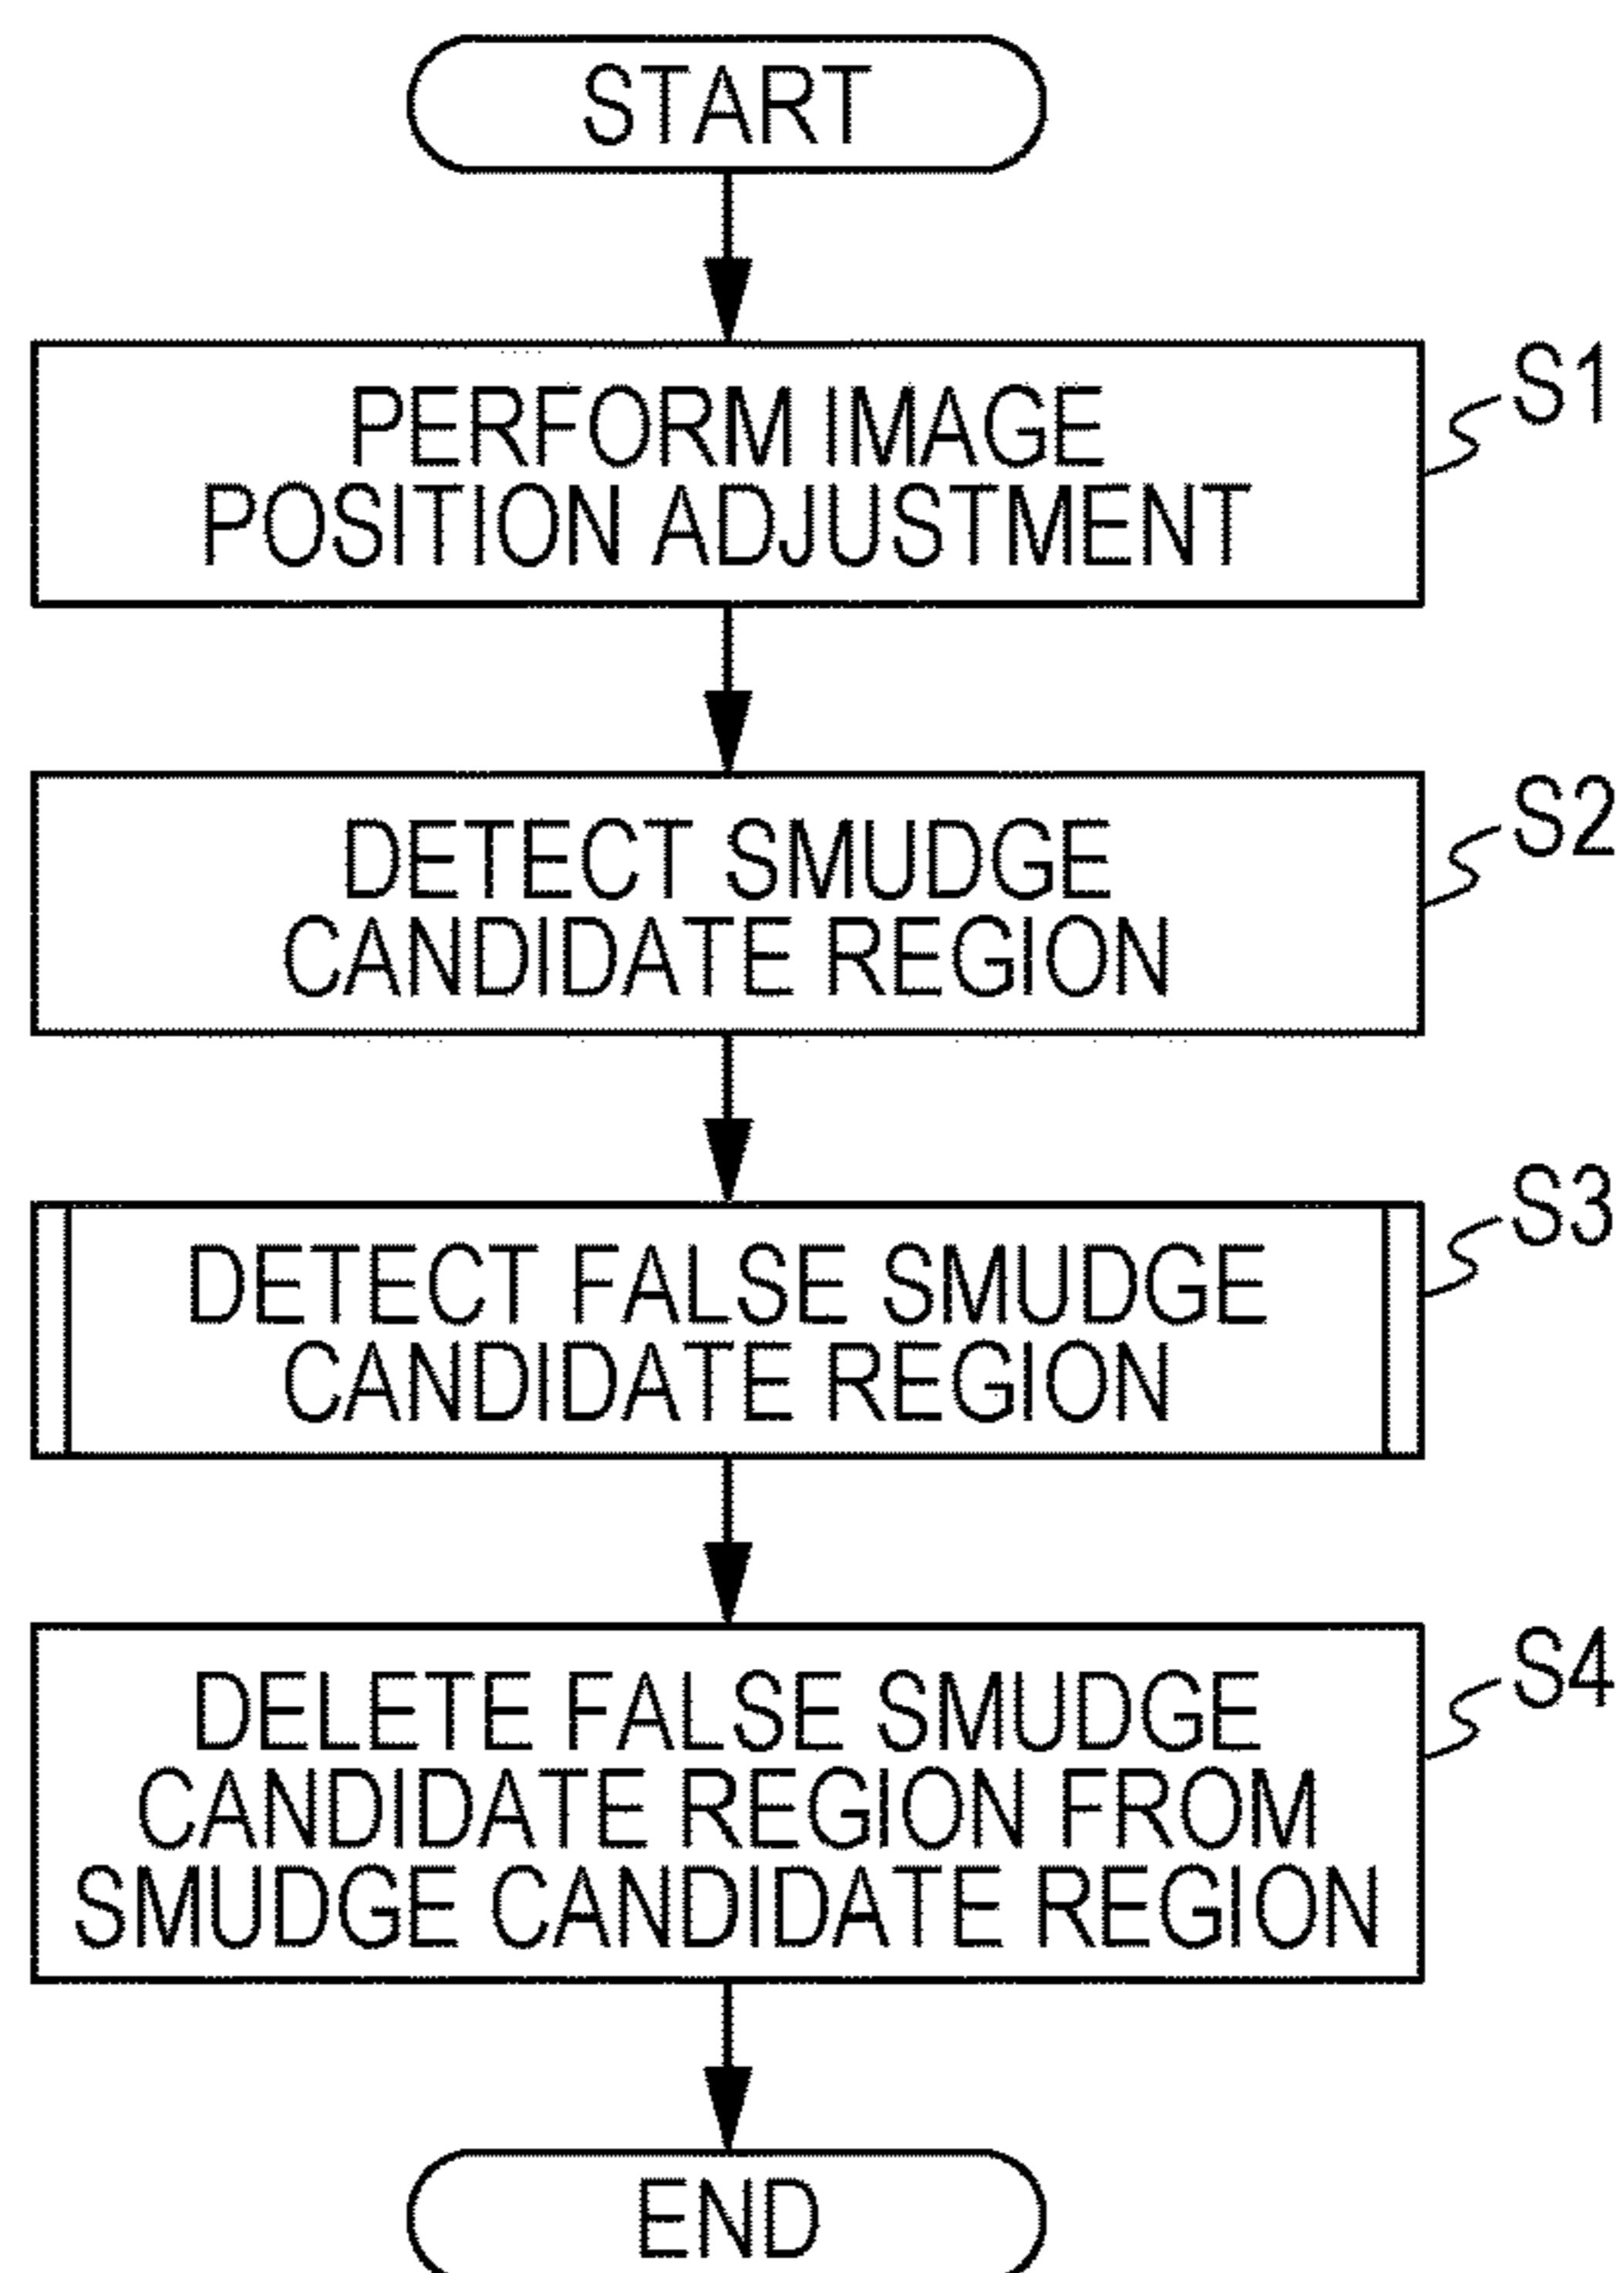 START
PERFORM IMAGE
POSITION ADJUSTMENT
S1
DETECT SMUDGE
CANDIDATE REGION
S2
DETECT FALSE SMUDGE
CANDIDATE REGION
S3
DELETE FALSE SMUDGE
CANDIDATE REGION FROM
SMUDGE CANDIDATE REGION
S4
END